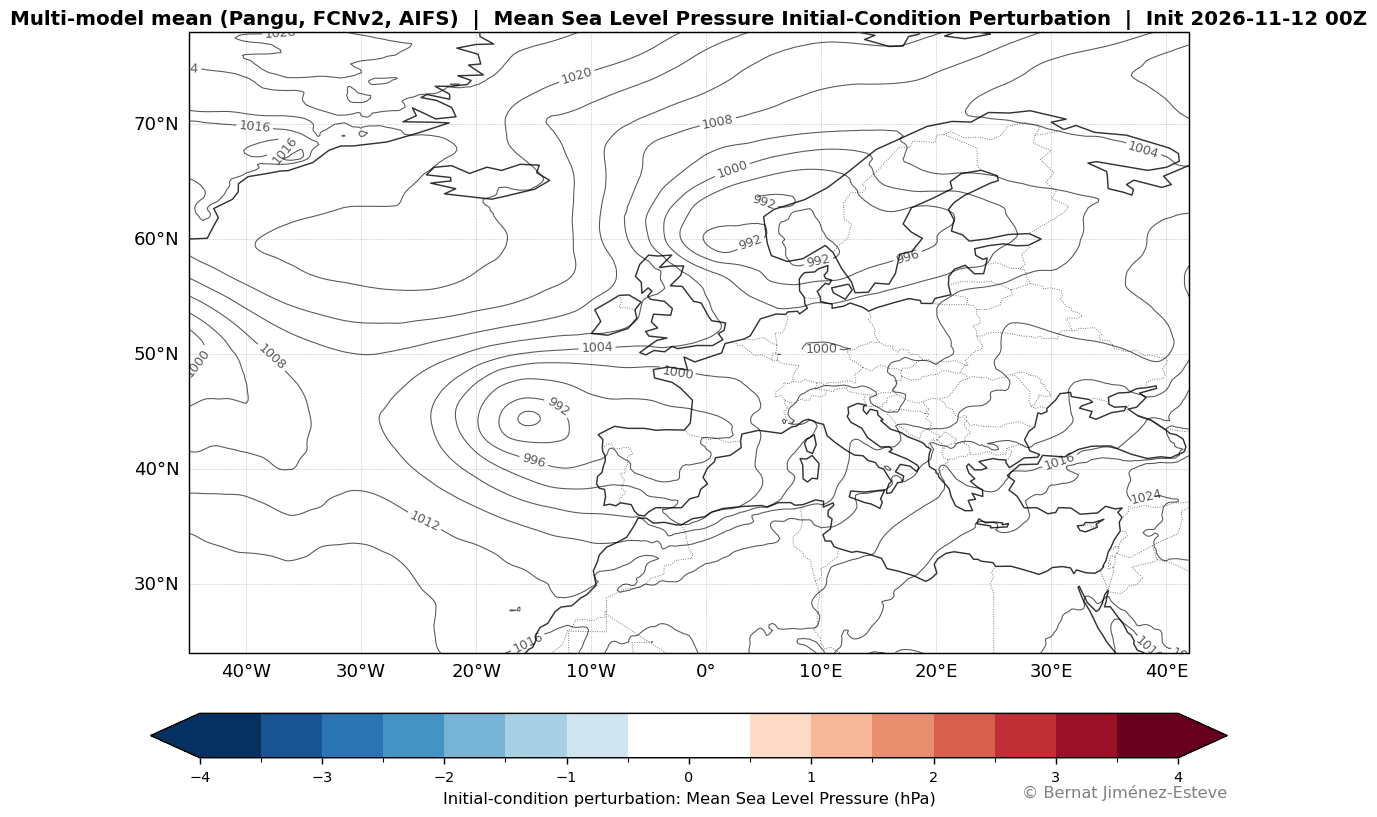 Multi-model mean (Pangu, FCNv2, AIFS) | Mean Sea Level Pressure Initial-Condition Perturbation | Init 2026-11-12 00Z
1020
4
1020
1016
1008
1016
1004
1000
992
992
992
996
1008
1000
1004
1000
1000
992
996
1016
1024
1012
1016
70°N
60°N
50°N
40°N
30°N
40°W 30°W 20°W 10°W 0° 10°E 20°E 30°E 40°E
−4 −3 −2 −1 0 1 2 3 4
Initial-condition perturbation: Mean Sea Level Pressure (hPa)
© Bernat Jiménez-Esteve